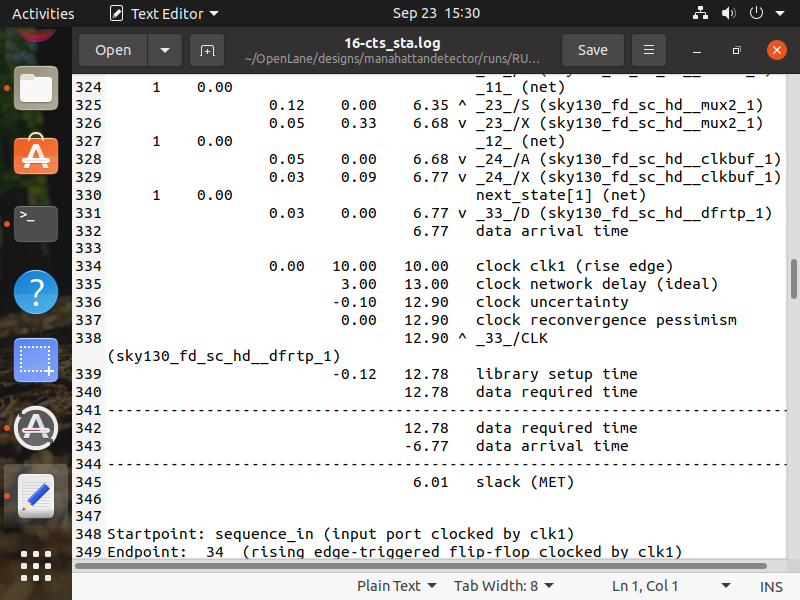 Activities Text Editor Sep 23 15:30
Open 16-cts_sta.log Save
~/OpenLane/designs/manahattandetector/runs/RU...
324 1 0.00 _11_ (net)
325 0.12 0.00 6.35 ^ _23_/S (sky130_fd_sc_hd__mux2_1)
326 0.05 0.33 6.68 v _23_/X (sky130_fd_sc_hd__mux2_1)
327 1 0.00 _12_ (net)
328 0.05 0.00 6.68 v _24_/A (sky130_fd_sc_hd__clkbuf_1)
329 0.03 0.09 6.77 v _24_/X (sky130_fd_sc_hd__clkbuf_1)
330 1 0.00 next_state[1] (net)
331 0.03 0.00 6.77 v _33_/D (sky130_fd_sc_hd__dfrtp_1)
332 6.77 data arrival time
333
334 0.00 10.00 10.00 clock clk1 (rise edge)
335 3.00 13.00 clock network delay (ideal)
336 -0.10 12.90 clock uncertainty
337 0.00 12.90 clock reconvergence pessimism
338 12.90 ^ _33_/CLK
(sky130_fd_sc_hd__dfrtp_1)
339 -0.12 12.78 library setup time
340 12.78 data required time
341 ---------------------------------------------------------------------------
342 12.78 data required time
343 -6.77 data arrival time
344 ---------------------------------------------------------------------------
345 6.01 slack (MET)
346
347
348 Startpoint: sequence_in (input port clocked by clk1)
349 Endpoint: _34_ (rising edge-triggered flip-flop clocked by clk1)
Plain Text Tab Width: 8 Ln 1, Col 1 INS